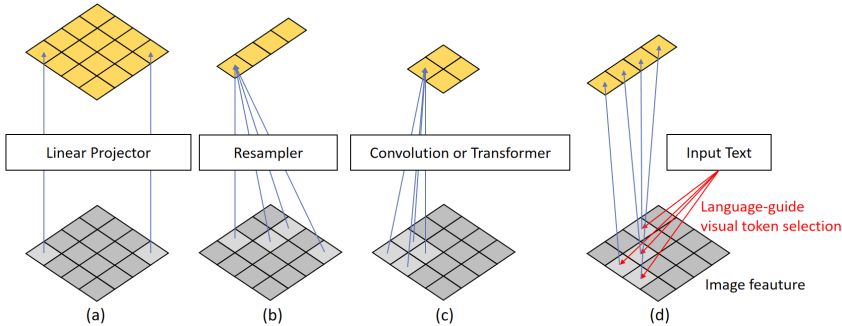 Linear Projector
Resampler
Convolution or Transformer
Input Text
Language-guide
visual token selection
Image feauture
(a)
(b)
(c)
(d)